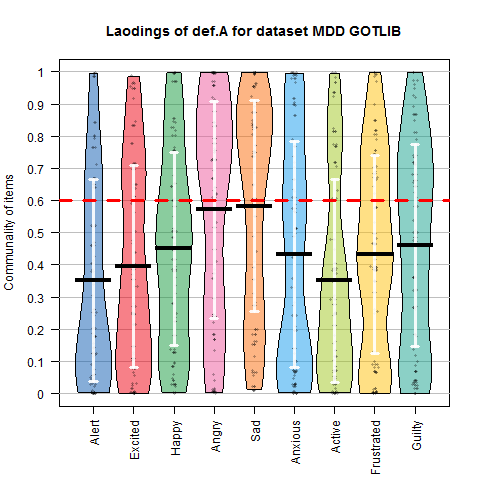 Laodings of def.A for dataset MDD GOTLIB
Communality of items
1
0.9
0.8
0.7
0.6
0.5
0.4
0.3
0.2
0.1
0
Alert
Excited
Happy
Angry
Sad
Anxious
Active
Frustrated
Guilty